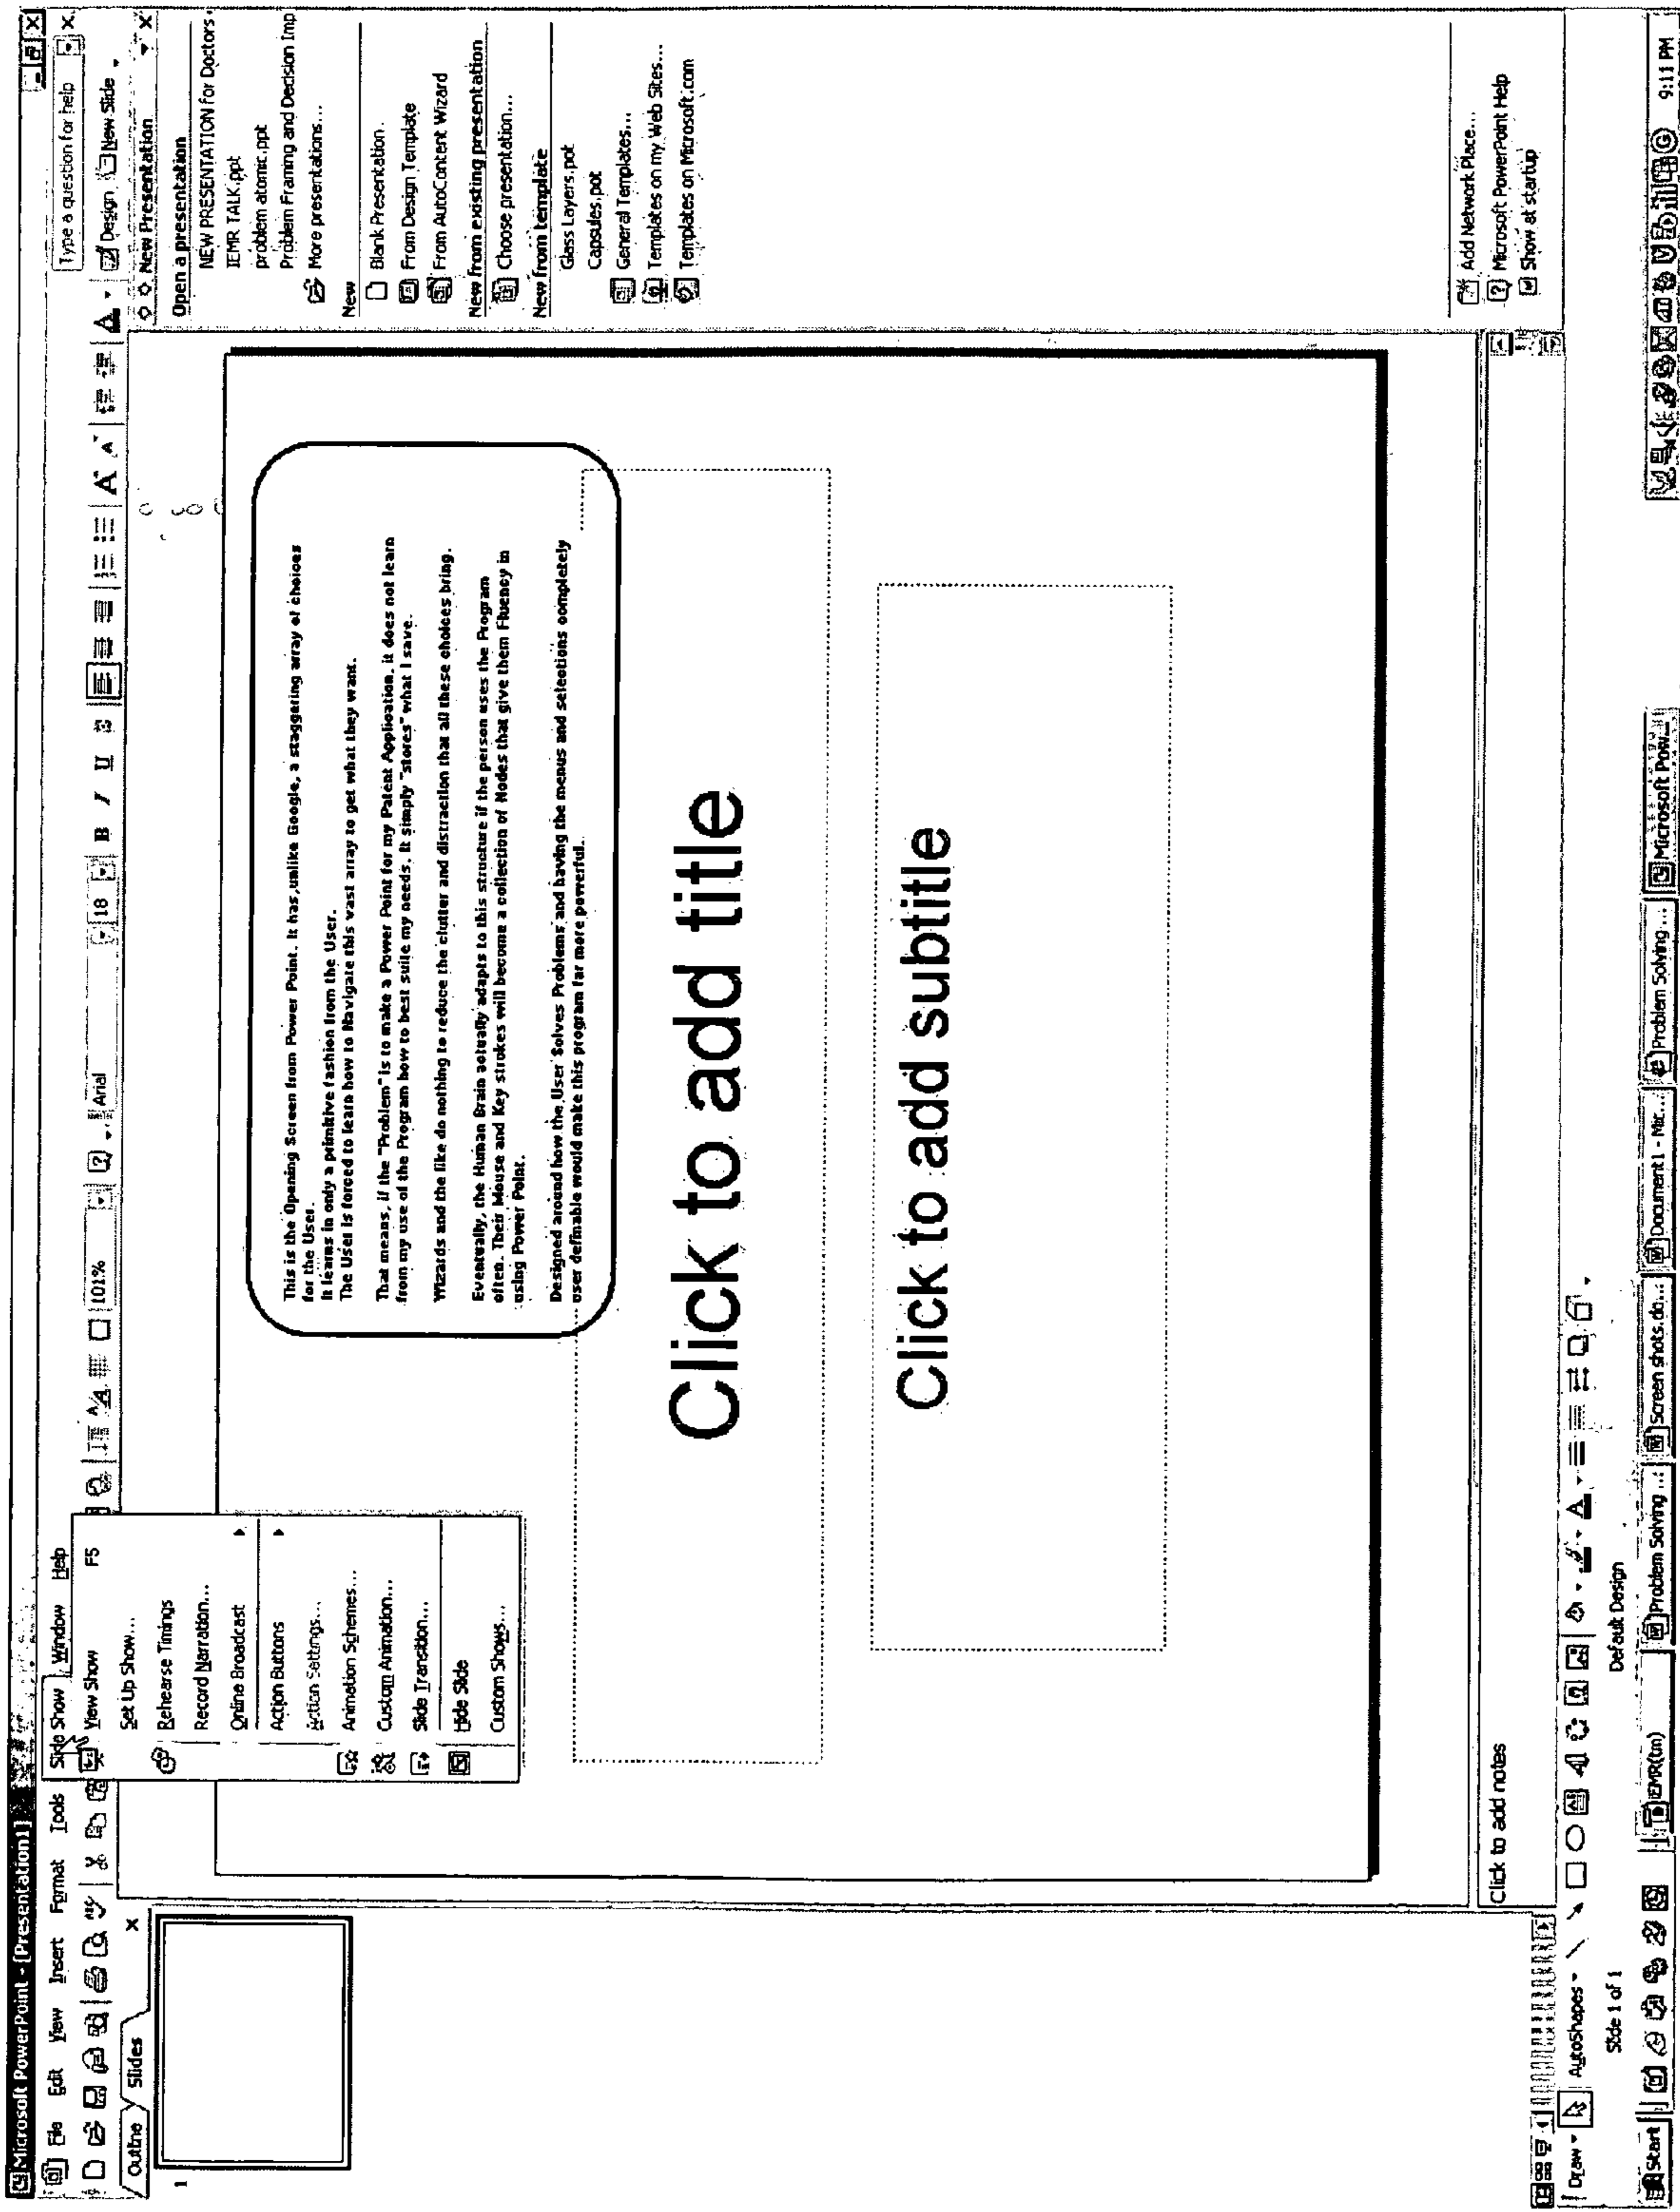 Microsoft PowerPoint - [Presentation1]
File Edit View Insert Format Tools Slide Show Window Help
Type a question for help
101%
Arial
18
B I U S
Design New Slide
Outline Slides
1
View Show F5
Set Up Show...
Rehearse Timings
Record Narration...
Online Broadcast
Action Buttons
Action Settings...
Animation Schemes...
Custom Animation...
Slide Transition...
Hide Slide
Custom Shows...
This is the Opening Screen from Power Point. It has,unlike Google, a staggering array of choices
for the User.
It learns in only a primitive fashion from the User.
The User is forced to learn how to Navigate this vast array to get what they want.
That means, if the "Problem" is to make a Power Point for my Patent Application, it does not learn
from my use of the Program how to best suite my needs. It simply "stores" what I save.
Wizards and the like do nothing to reduce the clutter and distraction that all these choices bring.
Eventually, the Human Brain actually adapts to this structure if the person uses the Program
often. Their Mouse and Key strokes will become a collection of Nodes that give them Fluency in
using Power Point.
Designed around how the User Solves Problems and having the menus and selections completely
user definable would make this program far more powerful.
Click to add title
Click to add subtitle
New Presentation
Open a presentation
NEW PRESENTATION for Doctors
IEMR TALK.ppt
problem atomic.ppt
Problem Framing and Decision Imp
More presentations...
New
Blank Presentation
From Design Template
From AutoContent Wizard
New from existing presentation
Choose presentation...
New from template
Glass Layers.pot
Capsules.pot
General Templates...
Templates on my Web Sites...
Templates on Microsoft.com
Add Network Place...
Microsoft PowerPoint Help
Show at startup
Click to add notes
Draw AutoShapes
Slide 1 of 1 Default Design
Start
EMR(tm)
Problem Solving ...
Screen shots.do...
Document1 - Mic...
Problem Solving ...
Microsoft Pow...
9:11 PM